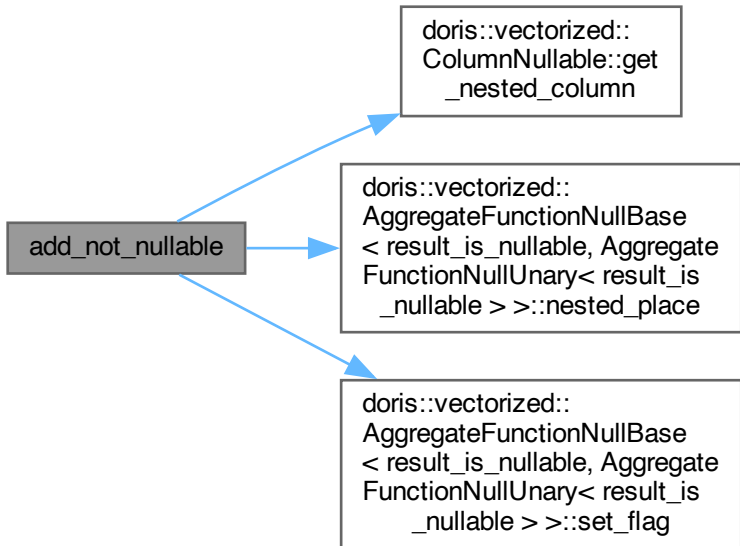 doris::vectorized::
ColumnNullable::get
_nested_column
add_not_nullable
doris::vectorized::
AggregateFunctionNullBase
< result_is_nullable, Aggregate
FunctionNullUnary< result_is
_nullable > >::nested_place
doris::vectorized::
AggregateFunctionNullBase
< result_is_nullable, Aggregate
FunctionNullUnary< result_is
_nullable > >::set_flag